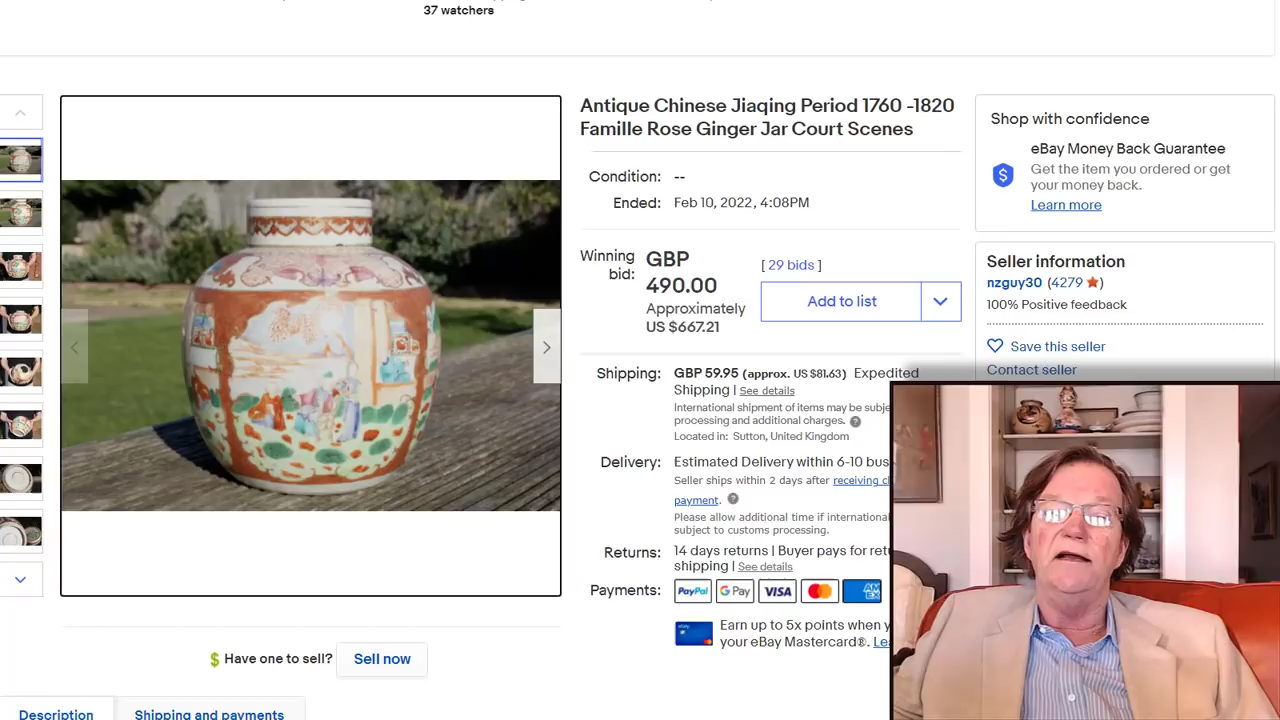 37 watchers
Antique Chinese Jiaqing Period 1760 -1820
Famille Rose Ginger Jar Court Scenes
Condition: --
Ended: Feb 10, 2022, 4:08PM
Winning
bid:
GBP
490.00
Approximately
US $667.21
[ 29 bids ]
Add to list
Shipping: GBP 59.95 (approx. US $81.63) Expedited
Shipping | See details
International shipment of items may be subje
processing and additional charges. ?
Located in: Sutton, United Kingdom
Delivery: Estimated Delivery within 6-10 bus
Seller ships within 2 days after receiving cl
payment. ?
Please allow additional time if international
subject to customs processing.
Returns: 14 days returns | Buyer pays for retu
shipping | See details
Payments: PayPal G Pay VISA AM EX
ebay
Earn up to 5x points when y
your eBay Mastercard®. Le
Shop with confidence
$
eBay Money Back Guarantee
Get the item you ordered or get
your money back.
Learn more
Seller information
nzguy30 (4279 )
100% Positive feedback
Save this seller
Contact seller
$ Have one to sell? Sell now
Description
Shipping and payments